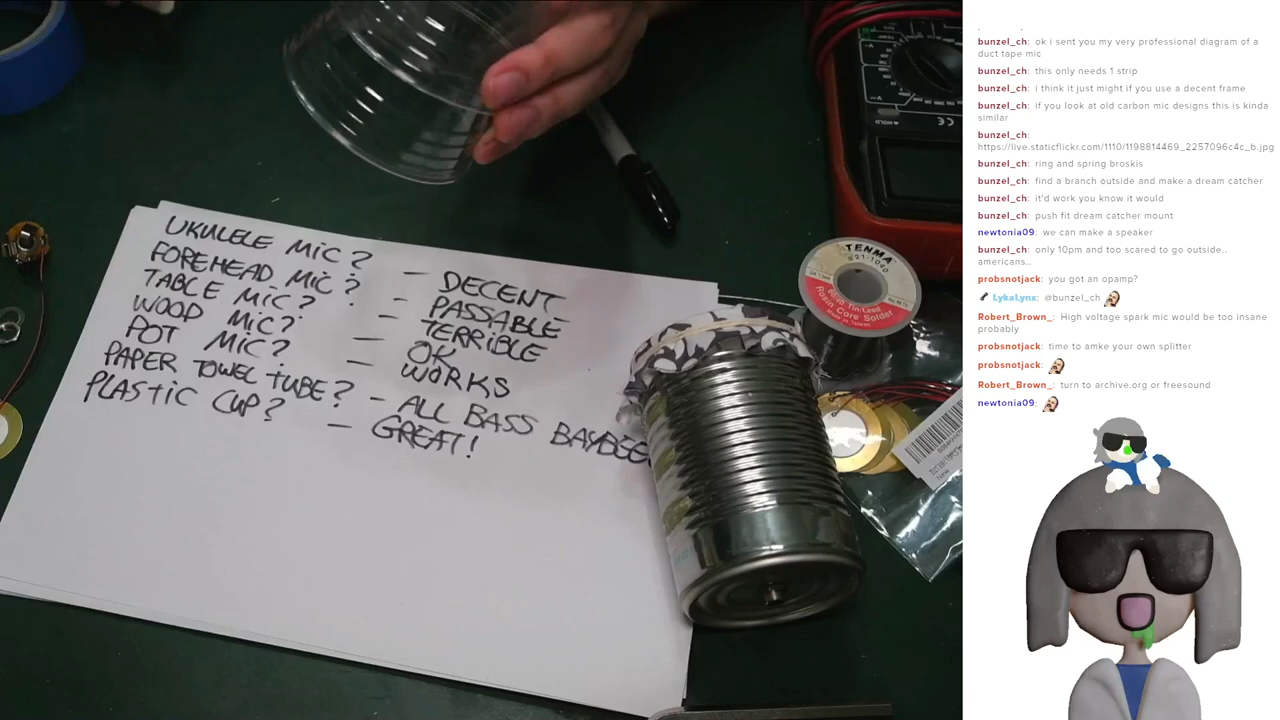 UKULELE MIC? - DECENT
FOREHEAD MIC? - PASSABLE
TABLE MIC? - TERRIBLE
WOOD MIC? - OK
POT MIC? - WORKS
PAPER TOWEL TUBE? - ALL BASS BAYBEE
PLASTIC CUP? - GREAT!
TENMA
Rosin Core Solder
HOLD
bunzel_ch: ok i sent you my very professional diagram of a
duct tape mic
bunzel_ch: this only needs 1 strip
bunzel_ch: i think it just might if you use a decent frame
bunzel_ch: if you look at old carbon mic designs this is kinda
similar
bunzel_ch:
https://live.staticflickr.com/1110/1198814469_2257096c4c_b.jpg
bunzel_ch: ring and spring broskis
bunzel_ch: find a branch outside and make a dream catcher
bunzel_ch: it'd work you know it would
bunzel_ch: push fit dream catcher mount
newtonia09: we can make a speaker
bunzel_ch: only 10pm and too scared to go outside..
americans..
probsnotjack: you got an opamp?
LykaLynx: @bunzel_ch
Robert_Brown_: High voltage spark mic would be too insane
probably
probsnotjack: time to amke your own splitter
probsnotjack:
Robert_Brown_: turn to archive.org or freesound
newtonia09: